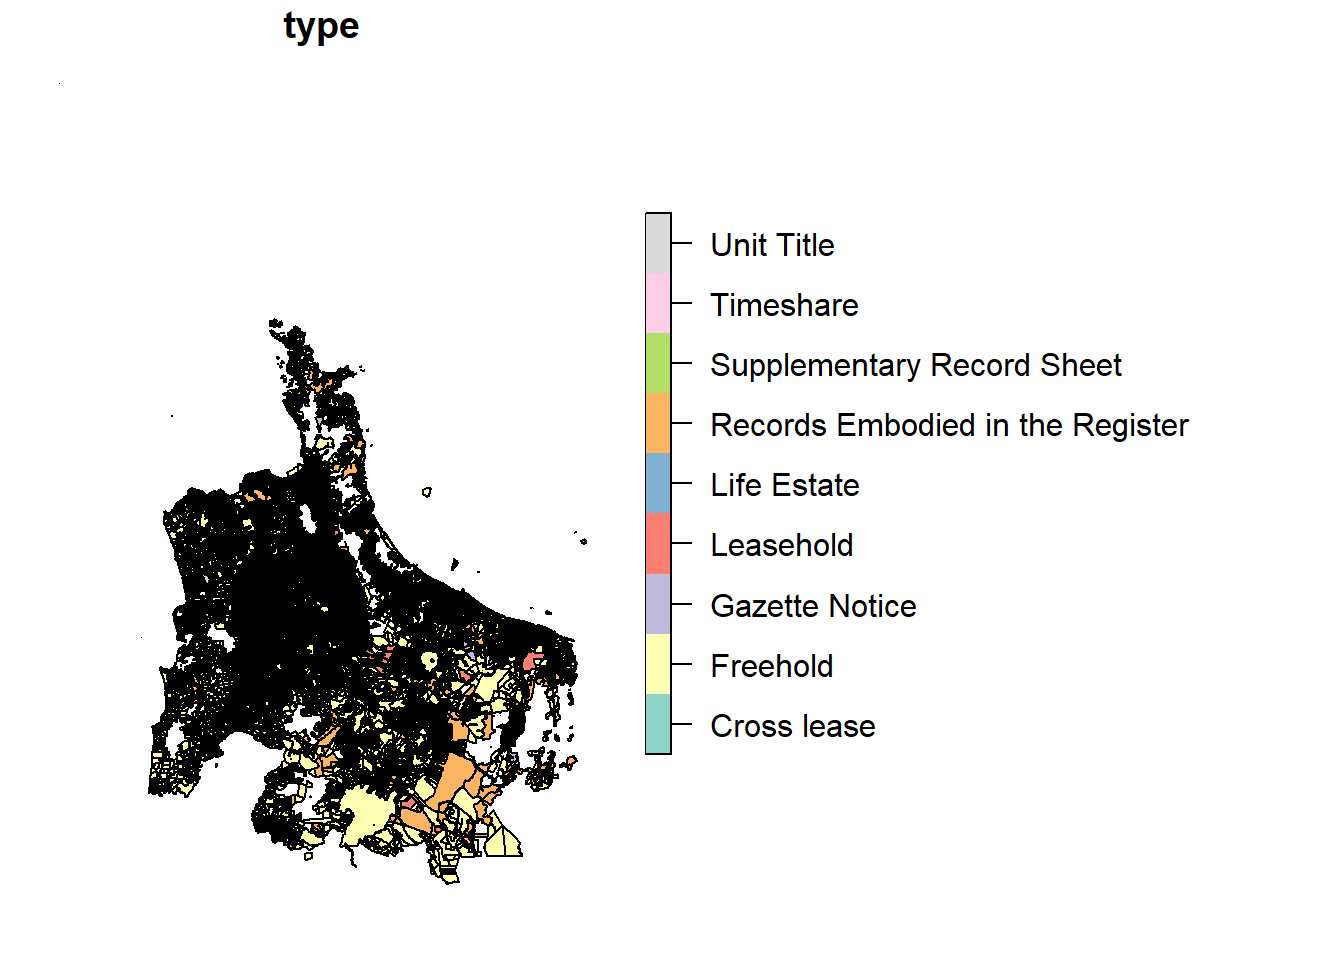 type
Unit Title
Timeshare
Supplementary Record Sheet
Records Embodied in the Register
Life Estate
Leasehold
Gazette Notice
Freehold
Cross lease